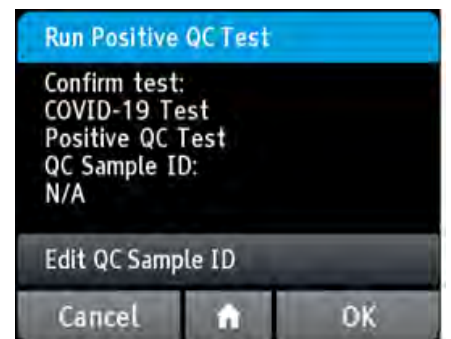 Run Positive QC Test
Confirm test:
COVID-19 Test
Positive QC Test
QC Sample ID:
N/A
Edit QC Sample ID
Cancel
OK